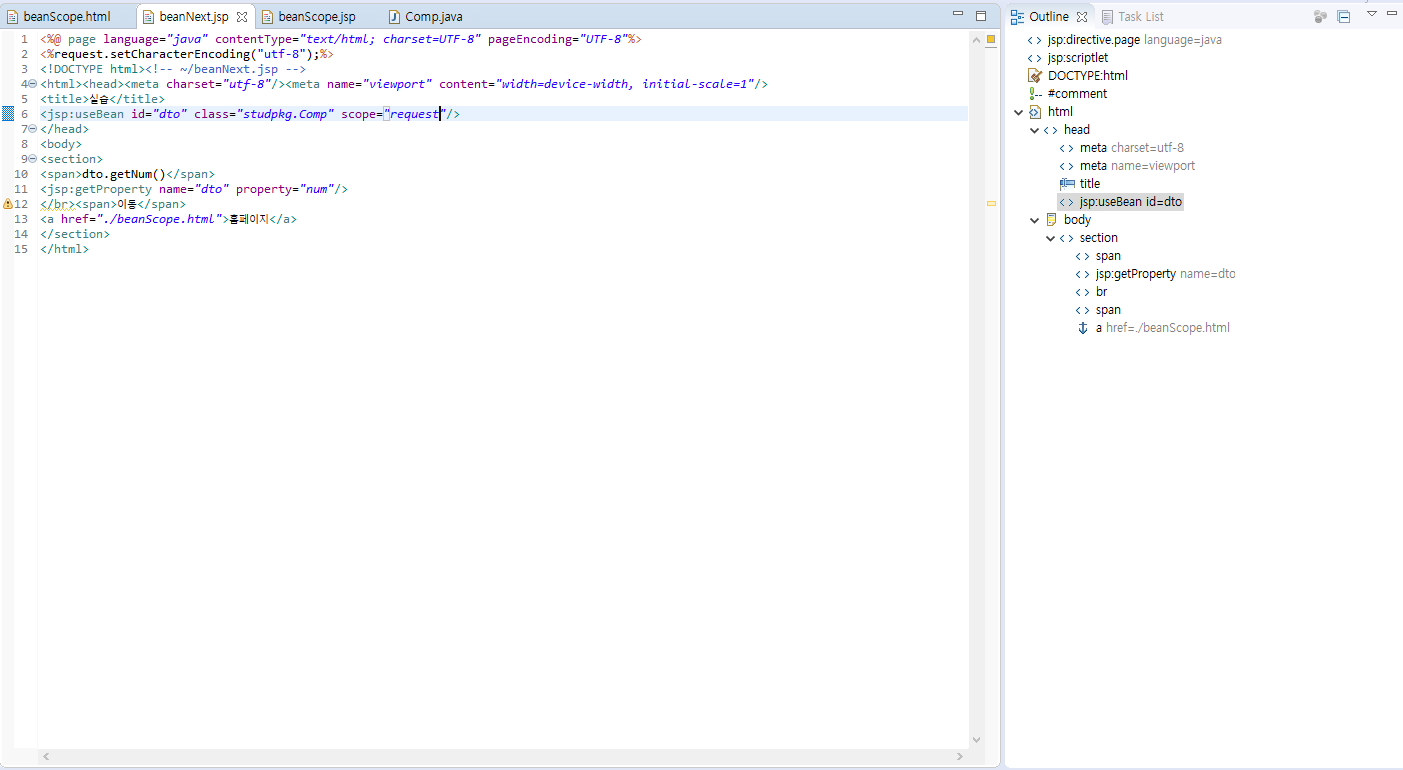 beanScope.html beanNext.jsp beanScope.jsp Comp.java
1 <%@ page language="java" contentType="text/html; charset=UTF-8" pageEncoding="UTF-8"%>
2 <%request.setCharacterEncoding("utf-8");%>
3 <!DOCTYPE html><!-- ~/beanNext.jsp -->
4 <html><head><meta charset="utf-8"/><meta name="viewport" content="width=device-width, initial-scale=1"/>
5 <title>실습</title>
6 <jsp:useBean id="dto" class="studpkg.Comp" scope="request"/>
7 </head>
8 <body>
9 <section>
10 <span>dto.getNum()</span>
11 <jsp:getProperty name="dto" property="num"/>
12 </br><span>이동</span>
13 <a href="./beanScope.html">홈페이지</a>
14 </section>
15 </html>
Outline Task List
jsp:directive.page language=java
jsp:scriptlet
DOCTYPE:html
#comment
html
head
meta charset=utf-8
meta name=viewport
title
jsp:useBean id=dto
body
section
span
jsp:getProperty name=dto
br
span
a href=./beanScope.html